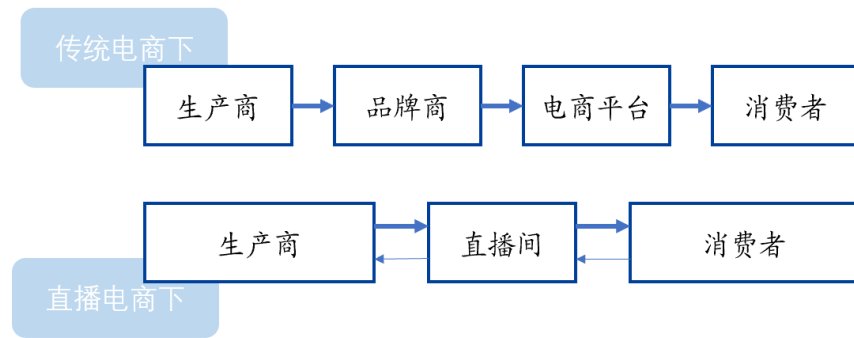 传统电商下
生产商 品牌商 电商平台 消费者
生产商 直播间 消费者
直播电商下